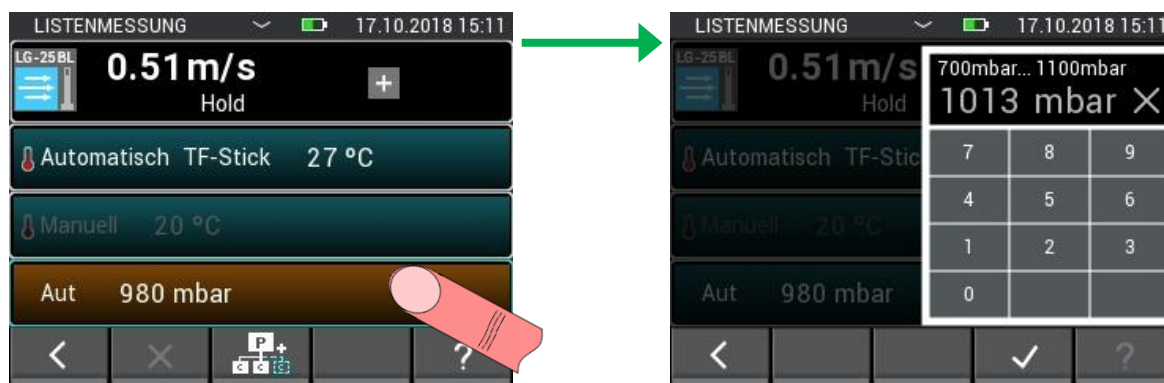 LISTENMESSUNG 17.10.2018 15:11
LG-25BL
0.51m/s
Hold
Automatisch TF-Stick 27 °C
Manuell 20 °C
Aut 980 mbar
P
c c c
?
LISTENMESSUNG 17.10.2018 15:11
LG-25BL
0.51m/s
Hold
Automatisch TF-Stic
Manuell 20 °C
Aut 980 mbar
700mbar... 1100mbar
1013 mbar
7 8 9
4 5 6
1 2 3
0
?